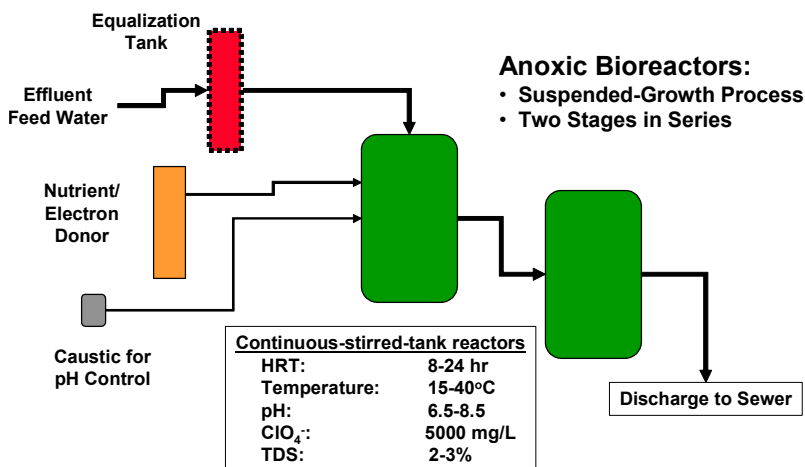 Equalization
Tank
Effluent
Feed Water
Anoxic Bioreactors:
• Suspended-Growth Process
• Two Stages in Series
Nutrient/
Electron
Donor
Caustic for
pH Control
Continuous-stirred-tank reactors
HRT: 8-24 hr
Temperature: 15-40ºC
pH: 6.5-8.5
ClO₄⁻: 5000 mg/L
TDS: 2-3%
Discharge to Sewer